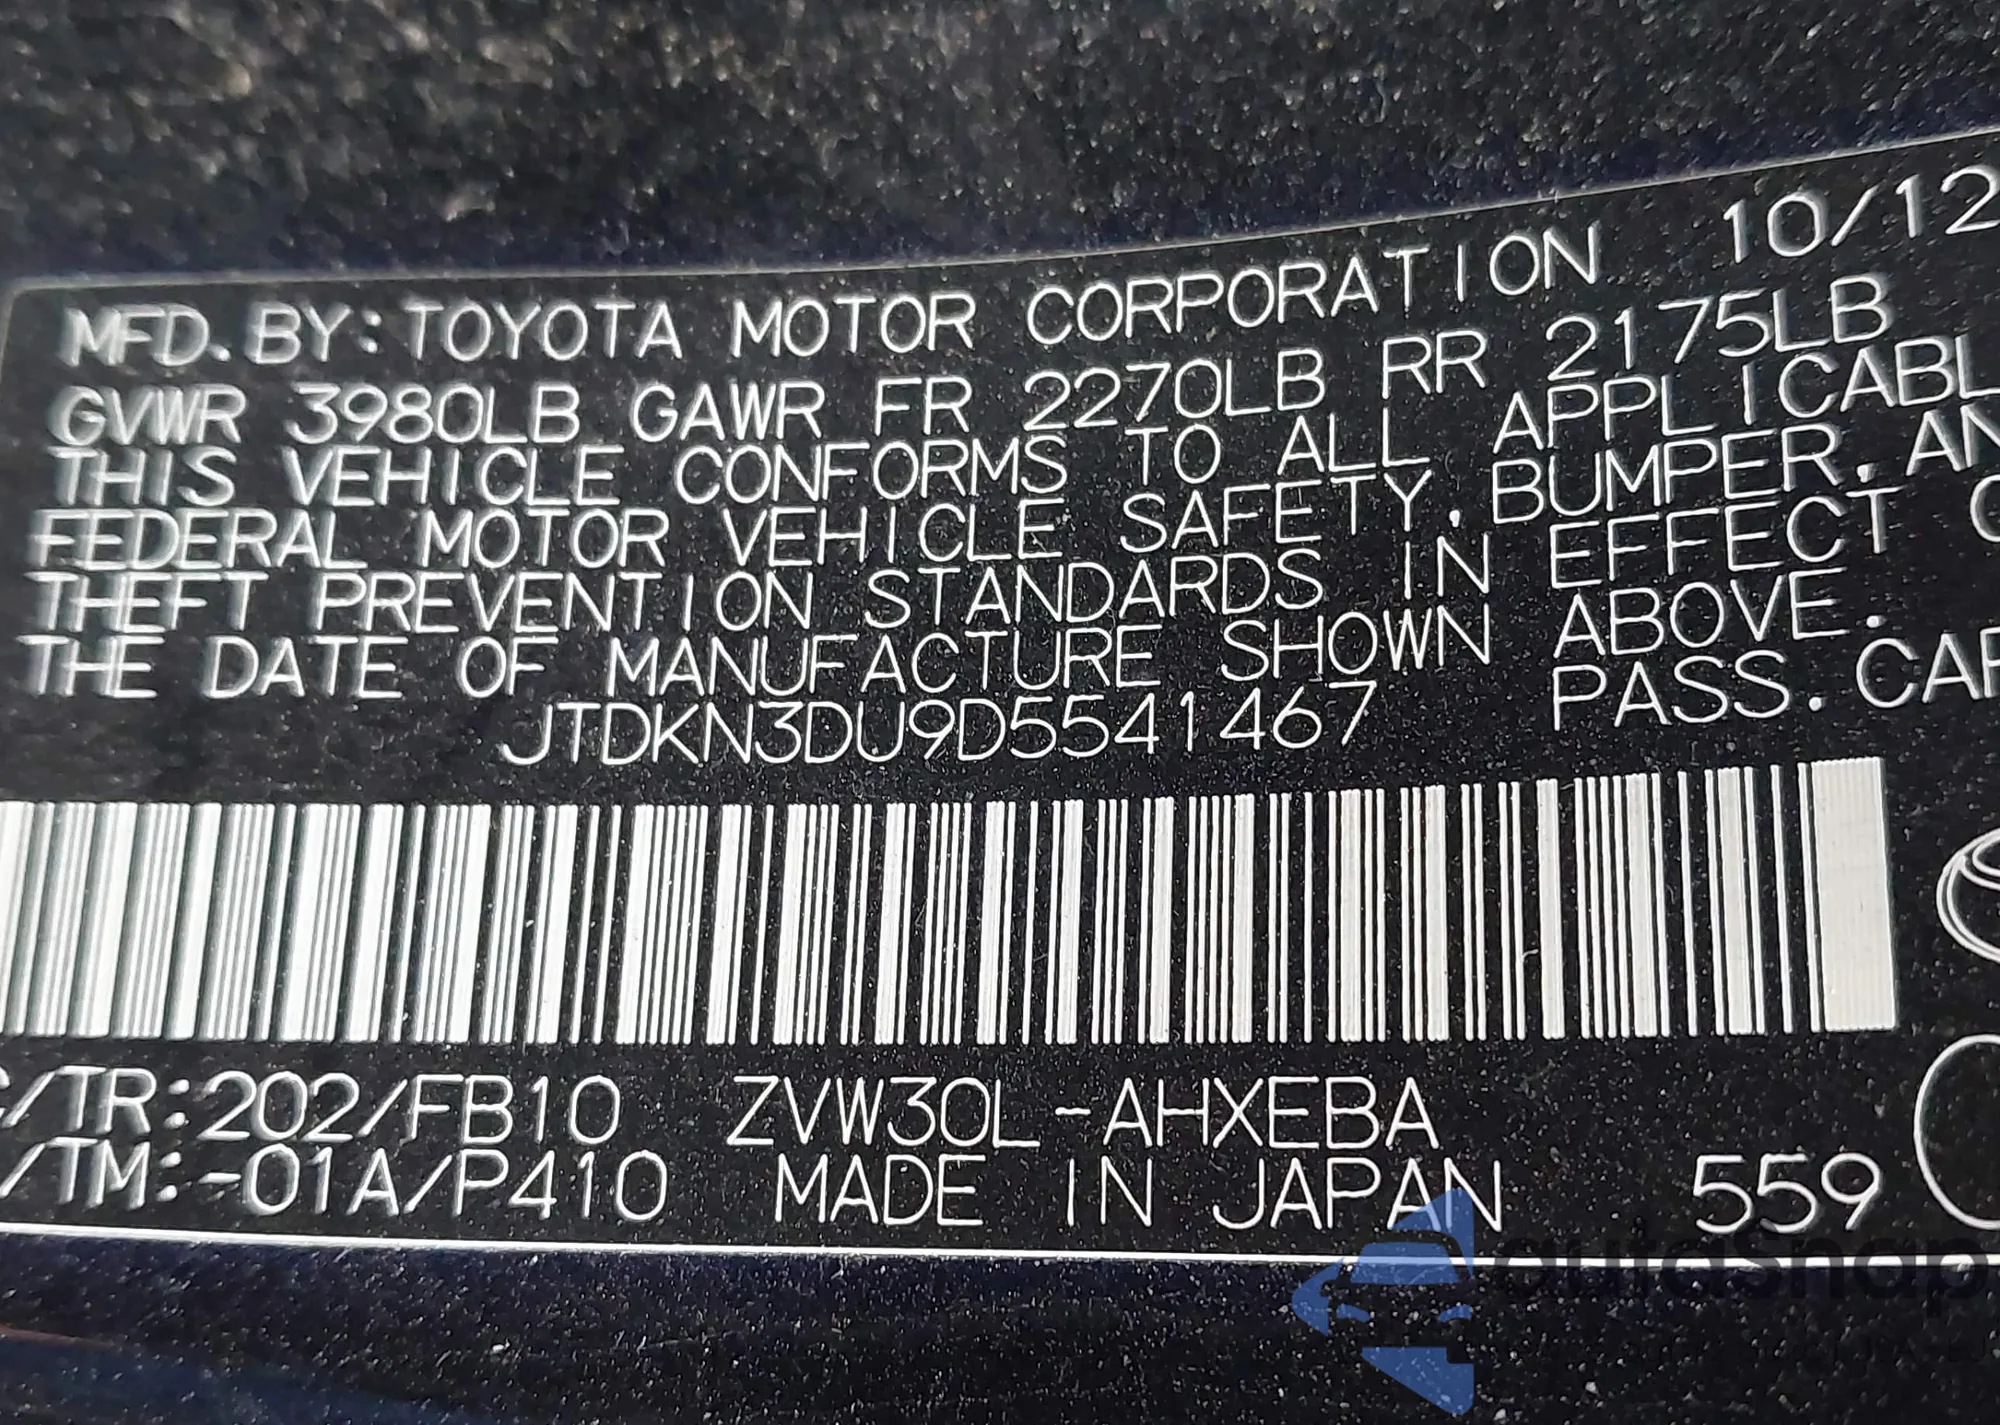 MFD. BY: TOYOTA MOTOR CORPORATION 10/12
GVWR 3980LB GAWR FR 2270LB RR 2175LB
THIS VEHICLE CONFORMS TO ALL APPLICABL
FEDERAL MOTOR VEHICLE SAFETY, BUMPER, AN
THEFT PREVENTION STANDARDS IN EFFECT
THE DATE OF MANUFACTURE SHOWN ABOVE.
JTDKN3DU9D5541467 PASS. CAR
/TR:202/FB10 ZVW30L-AHXEBA
/TM:-01A/P410 MADE IN JAPAN 559
autosnap